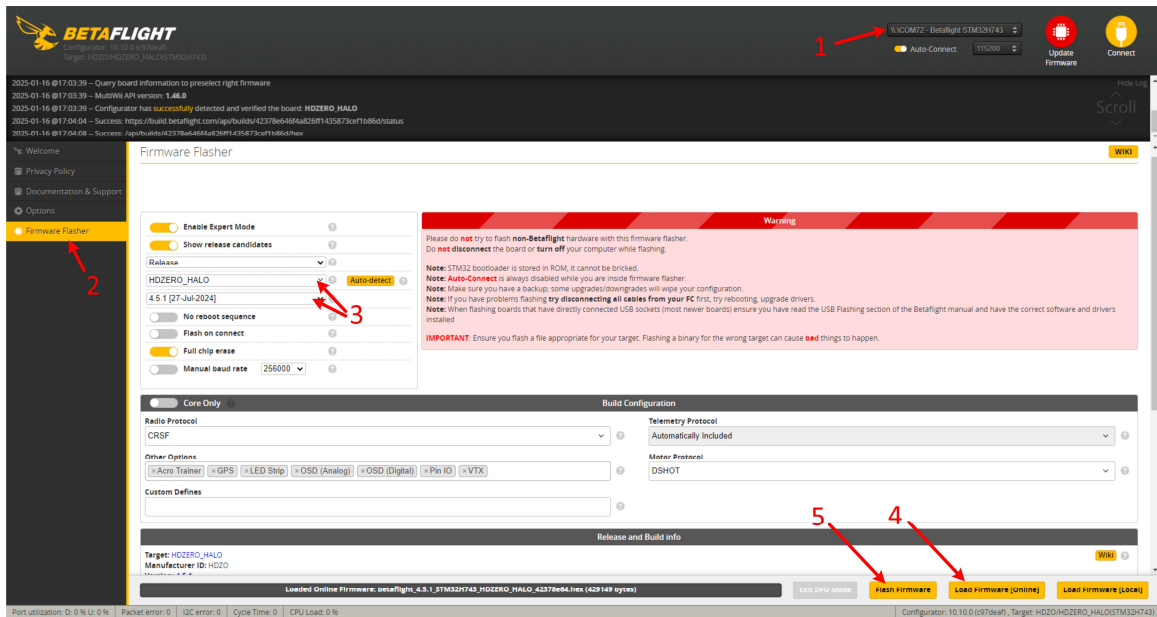 BETAFLIGHT
Configurator: 10.10.0 (c97deaf)
Target: HDZO/HDZERO_HALO(STM32H743)
1
\\.\COM72 - Betaflight STM32H743
Auto-Connect
115200
Update
Firmware
Connect
2025-01-16 @17:03:39 -- Query board information to preselect right firmware
Hide Log
2025-01-16 @17:03:39 -- MultiWii API version: 1.46.0
2025-01-16 @17:03:39 -- Configurator has successfully detected and verified the board: HDZERO_HALO
Scroll
2025-01-16 @17:04:04 -- Success: https://build.betaflight.com/api/builds/42378e646f4a826ff1435873cef1b86d/status
2025-01-16 @17:04:08 -- Success: /api/builds/42378e646f4a826ff1435873cef1b86d/hex
Welcome
Privacy Policy
Documentation & Support
Options
Firmware Flasher
2
Firmware Flasher
WIKI
Enable Expert Mode
Show release candidates
Release
HDZERO_HALO
Auto-detect
4.5.1 [27-Jul-2024]
3
No reboot sequence
Flash on connect
Full chip erase
Manual baud rate
256000
Warning
Please do not try to flash non-Betaflight hardware with this firmware flasher.
Do not disconnect the board or turn off your computer while flashing.
Note: STM32 bootloader is stored in ROM, it cannot be bricked.
Note: Auto-Connect is always disabled while you are inside firmware flasher.
Note: Make sure you have a backup; some upgrades/downgrades will wipe your configuration.
Note: If you have problems flashing try disconnecting all cables from your FC first, try rebooting, upgrade drivers.
Note: When flashing boards that have directly connected USB sockets (most newer boards) ensure you have read the USB Flashing section of the Betaflight manual and have the correct software and drivers
installed
IMPORTANT: Ensure you flash a file appropriate for your target. Flashing a binary for the wrong target can cause bad things to happen.
Core Only
Build Configuration
Radio Protocol
CRSF
Telemetry Protocol
Automatically Included
Other Options
×Acro Trainer ×GPS ×LED Strip ×OSD (Analog) ×OSD (Digital) ×Pin IO ×VTX
Motor Protocol
DSHOT
Custom Defines
5
4
Release and Build info
Target: HDZERO_HALO
Wiki
Manufacturer ID: HDZO
Version: 4.5.1
Loaded Online Firmware: betaflight_4.5.1_STM32H743_HDZERO_HALO_42378e64.hex (429149 bytes)
Exit DFU Mode
Flash Firmware
Load Firmware [Online]
Load Firmware [Local]
Port utilization: D: 0 % U: 0 %
Packet error: 0
I2C error: 0
Cycle Time: 0
CPU Load: 0 %
Configurator: 10.10.0 (c97deaf) , Target: HDZO/HDZERO_HALO(STM32H743)